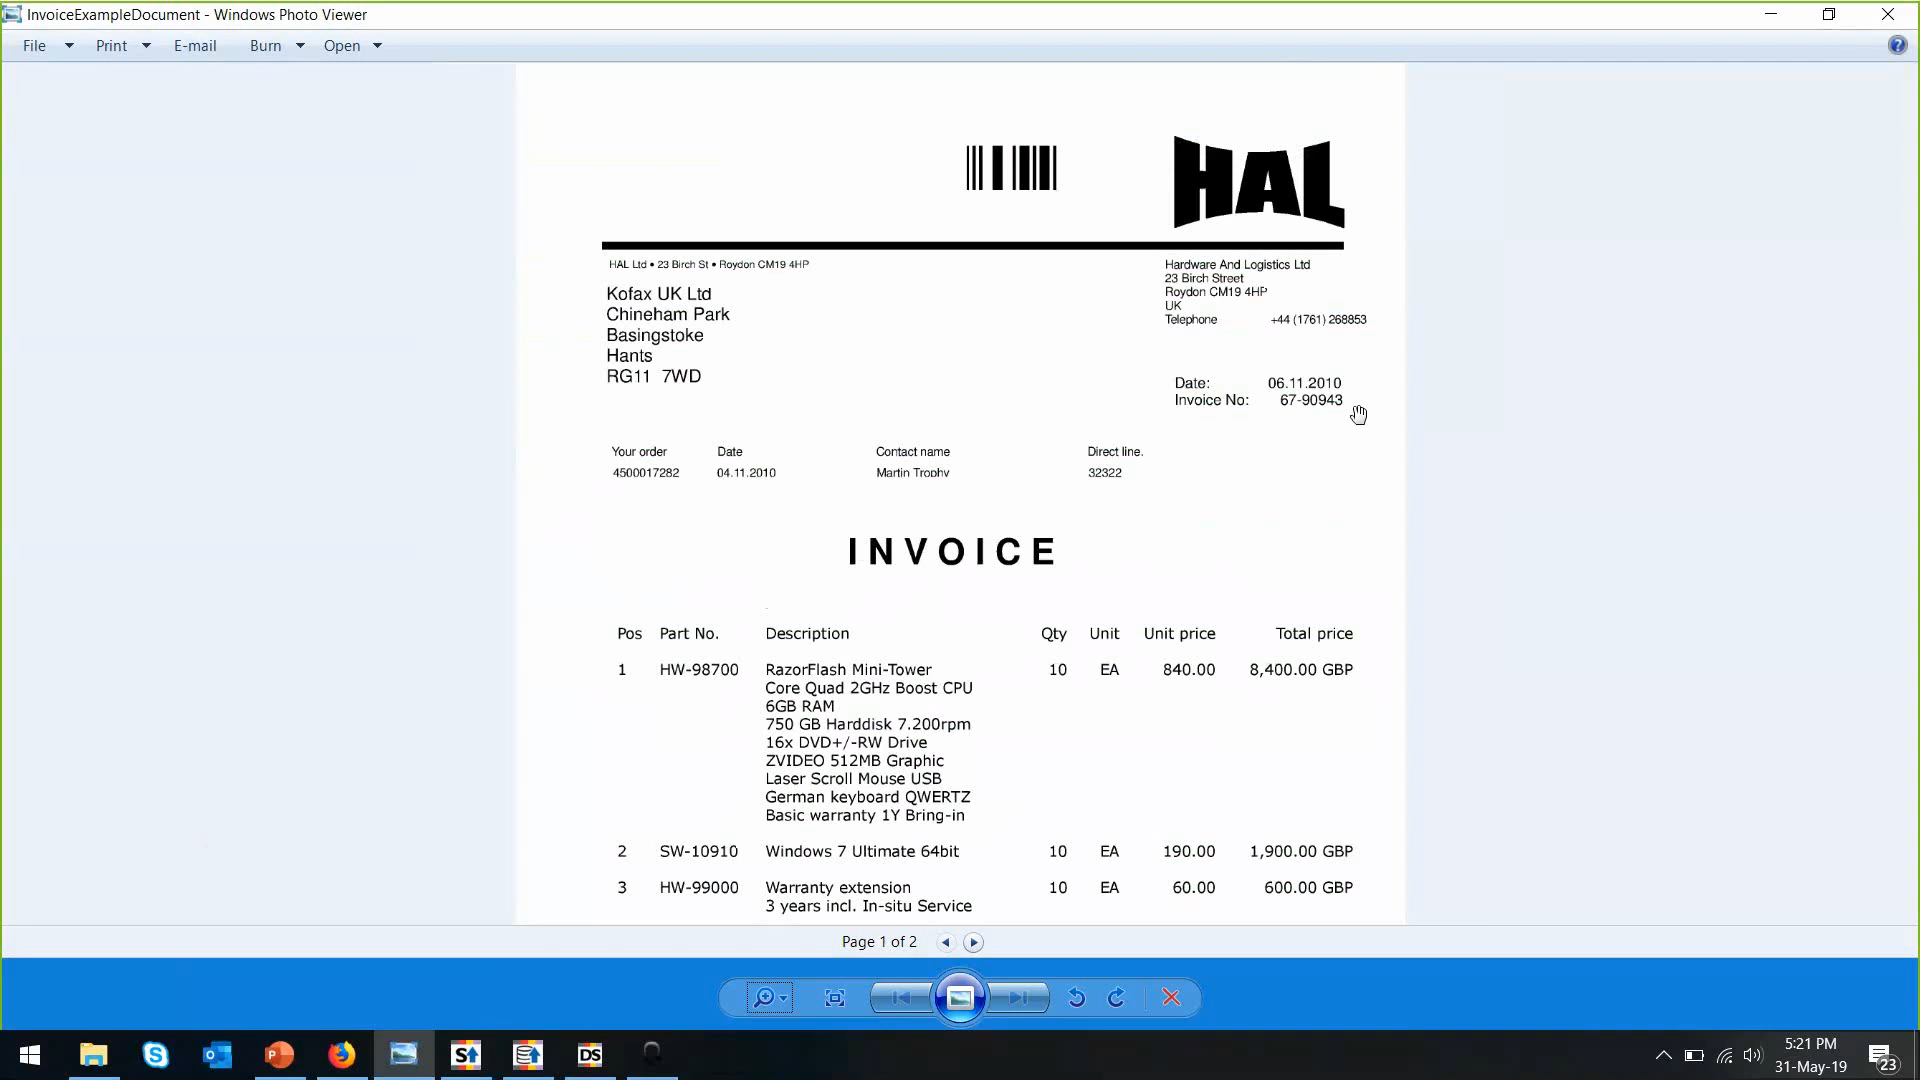 InvoiceExampleDocument - Windows Photo Viewer
File Print E-mail Burn Open
HAL
HAL Ltd • 23 Birch St • Roydon CM19 4HP
Kofax UK Ltd
Chineham Park
Basingstoke
Hants
RG11 7WD
Hardware And Logistics Ltd
23 Birch Street
Roydon CM19 4HP
UK
Telephone +44 (1761) 268853
Date: 06.11.2010
Invoice No: 67-90943
Your order Date Contact name Direct line.
4500017282 04.11.2010 Martin Trophy 32322
INVOICE
Pos Part No. Description Qty Unit Unit price Total price
1 HW-98700 RazorFlash Mini-Tower 10 EA 840.00 8,400.00 GBP
Core Quad 2GHz Boost CPU
6GB RAM
750 GB Harddisk 7.200rpm
16x DVD+/-RW Drive
ZVIDEO 512MB Graphic
Laser Scroll Mouse USB
German keyboard QWERTZ
Basic warranty 1Y Bring-in
2 SW-10910 Windows 7 Ultimate 64bit 10 EA 190.00 1,900.00 GBP
3 HW-99000 Warranty extension 10 EA 60.00 600.00 GBP
3 years incl. In-situ Service
Page 1 of 2
S
DS
5:21 PM
31-May-19
23